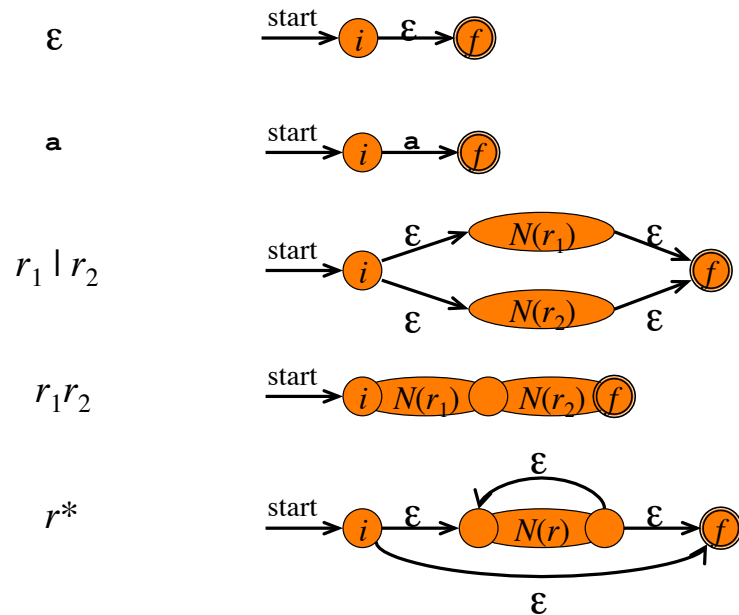 ε start i ε f
a start i a f
r₁ | r₂ start i ε N(r₁) ε ε N(r₂) ε f
r₁r₂ start i N(r₁) N(r₂) f
r* start i ε N(r) ε ε f ε